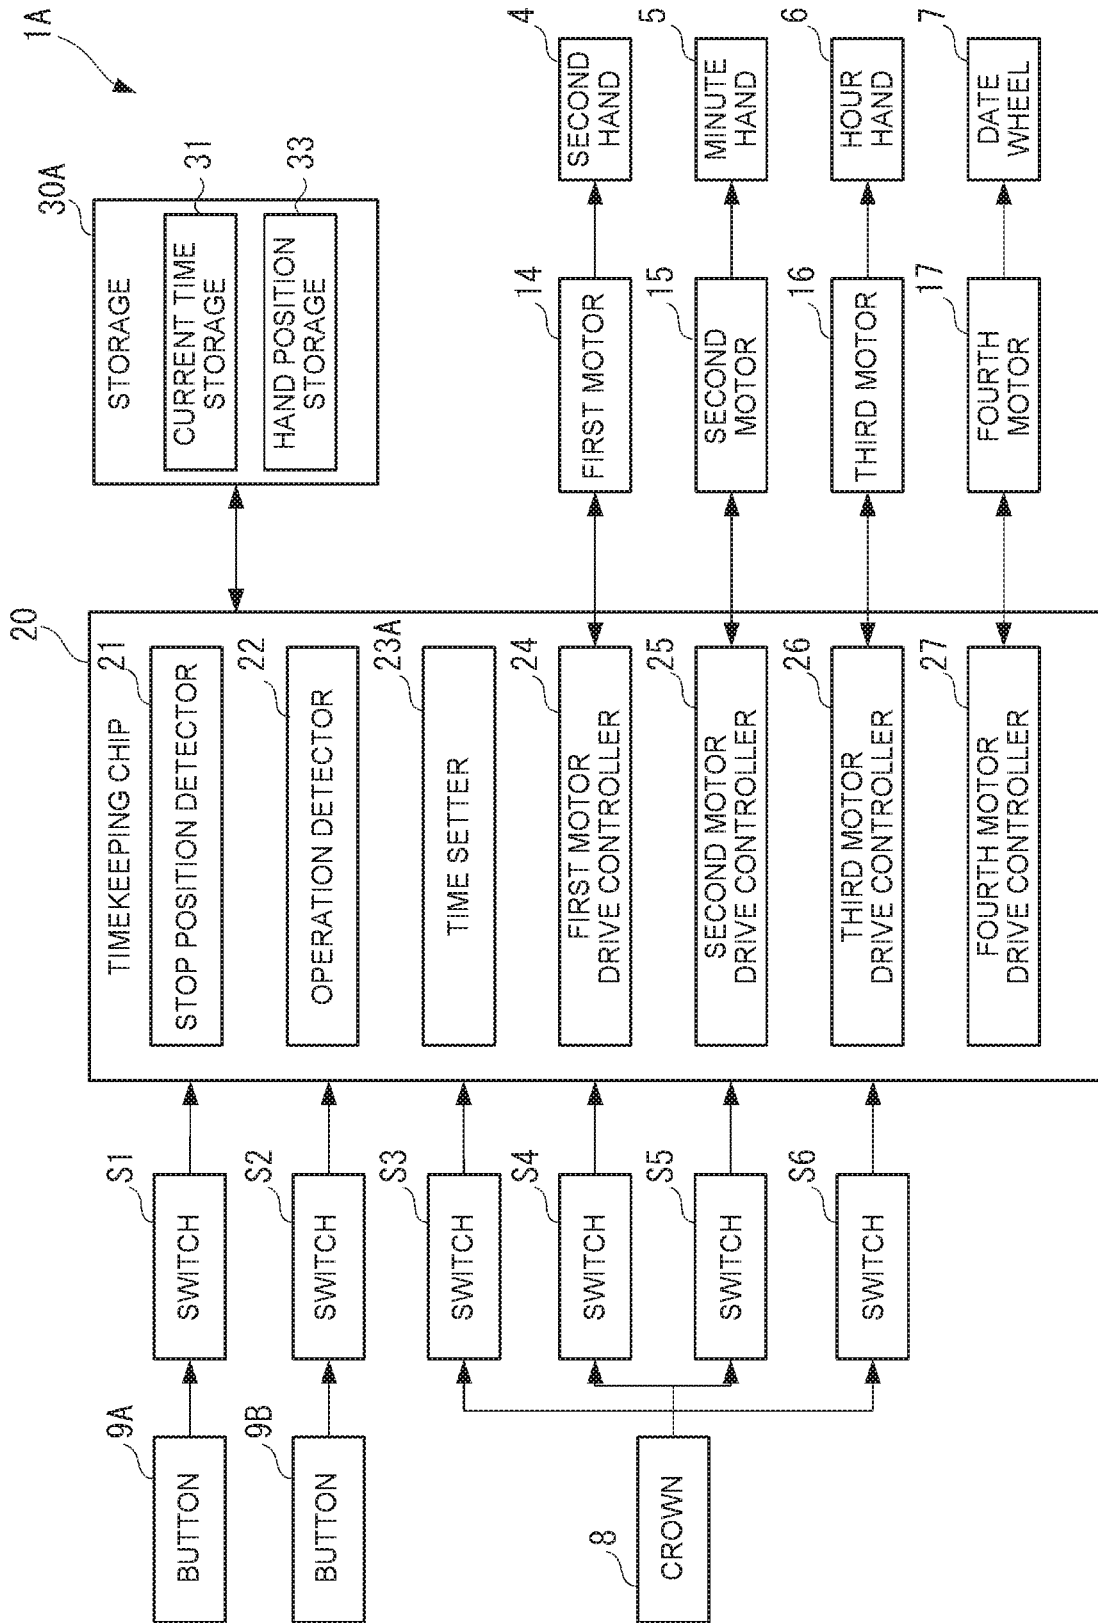 1A
30A
STORAGE
31
CURRENT TIME
STORAGE
33
HAND POSITION
STORAGE
20
TIMEKEEPING CHIP
21
STOP POSITION DETECTOR
22
OPERATION DETECTOR
23A
TIME SETTER
24
FIRST MOTOR
DRIVE CONTROLLER
25
SECOND MOTOR
DRIVE CONTROLLER
26
THIRD MOTOR
DRIVE CONTROLLER
27
FOURTH MOTOR
DRIVE CONTROLLER
9A
BUTTON
S1
SWITCH
9B
BUTTON
S2
SWITCH
8
CROWN
S3
SWITCH
S4
SWITCH
S5
SWITCH
S6
SWITCH
14
FIRST MOTOR
4
SECOND
HAND
15
SECOND
MOTOR
5
MINUTE
HAND
16
THIRD MOTOR
6
HOUR
HAND
17
FOURTH
MOTOR
7
DATE
WHEEL